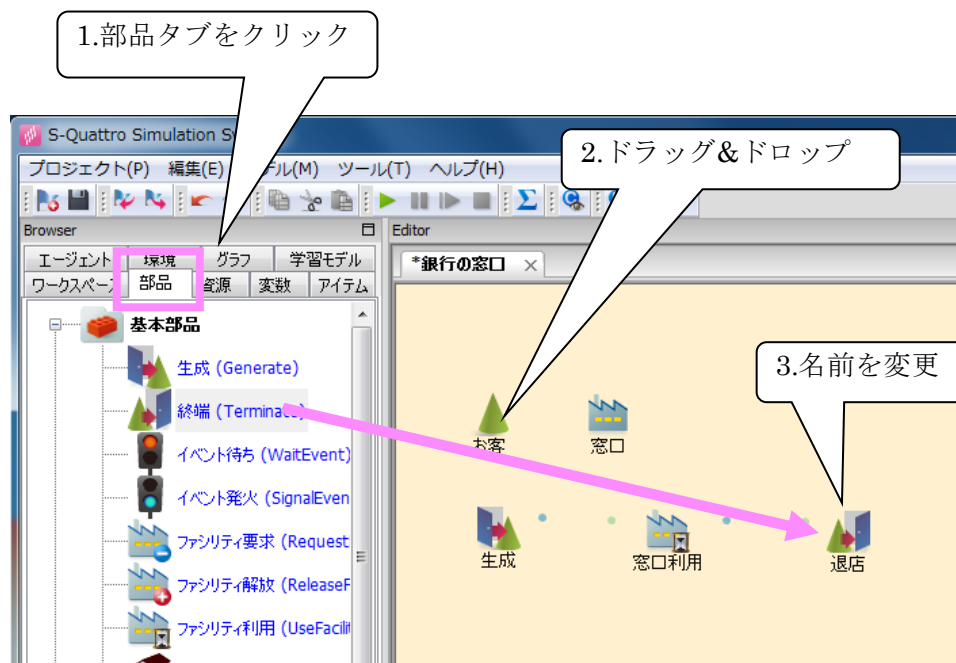 1.部品タブをクリック
S-Quattro Simulation
2.ドラッグ&ドロップ
プロジェクト(P) 編集(E) デル(M) ツール(T) ヘルプ(H)
Browser
Editor
エージェント 環境 グラフ 学習モデル
*銀行の窓口
ワークスペー 部品 資源 変数 アイテム
基本部品
生成 (Generate)
3.名前を変更
終端 (Terminate)
お客
窓口
イベント待ち (WaitEvent)
イベント発火 (SignalEven
ファシリティ要求 (Request
生成
窓口利用
退店
ファシリティ解放 (ReleaseF
ファシリティ利用 (UseFacilit